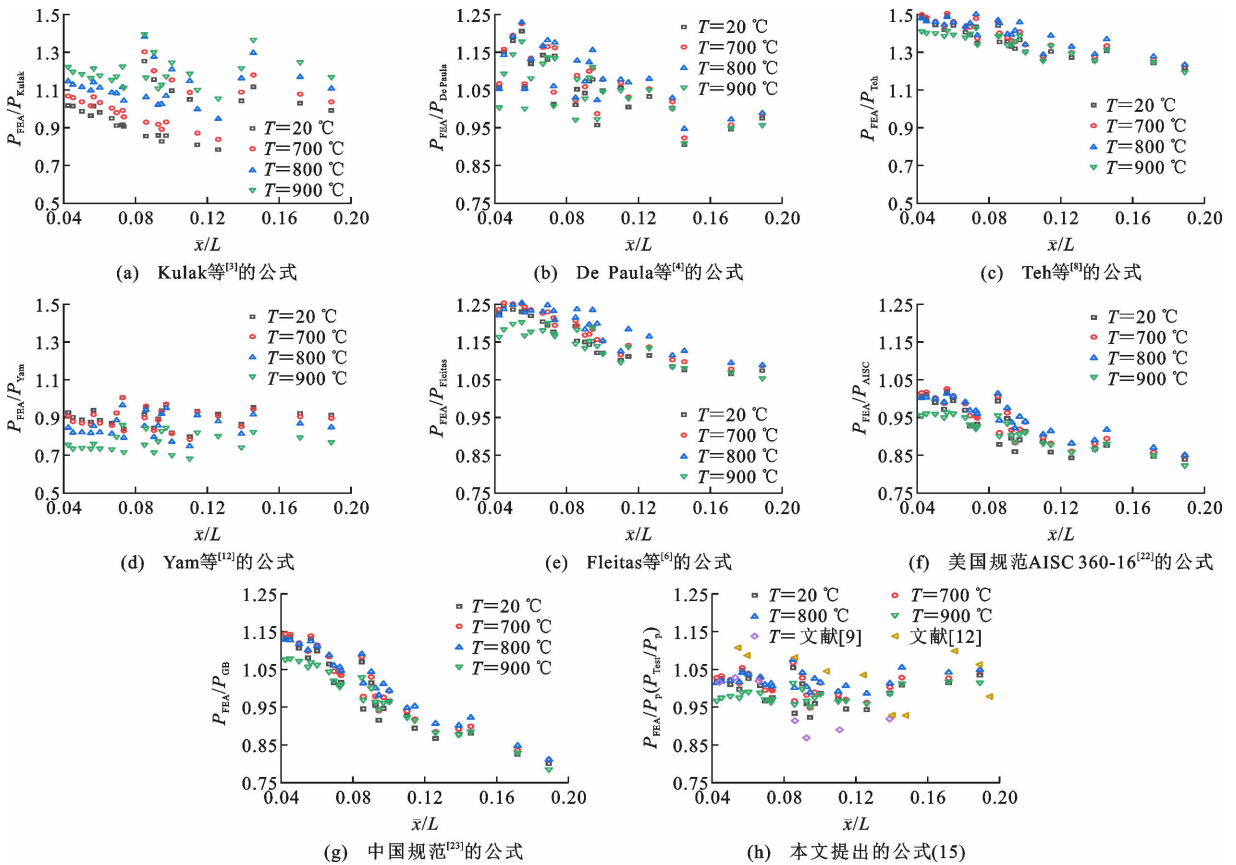 1.5
1.3
1.1
0.9
0.7
0.5
P_FEA/P_Kulak
T=20 ℃
T=700 ℃
T=800 ℃
T=900 ℃
0.04 0.08 0.12 0.16 0.20
x̄/L
(a) Kulak等[3]的公式
1.25
1.15
1.05
0.95
0.85
0.75
P_FEA/P_De Paula
T=20 ℃
T=700 ℃
T=800 ℃
T=900 ℃
0.04 0.08 0.12 0.16 0.20
x̄/L
(b) De Paula等[4]的公式
1.5
1.3
1.1
0.9
0.7
0.5
P_FEA/P_Teh
T=20 ℃
T=700 ℃
T=800 ℃
T=900 ℃
0.04 0.08 0.12 0.16 0.20
x̄/L
(c) Teh等[8]的公式
1.5
1.3
1.1
0.9
0.7
0.5
P_FEA/P_Yam
T=20 ℃
T=700 ℃
T=800 ℃
T=900 ℃
0.04 0.08 0.12 0.16 0.20
x̄/L
(d) Yam等[12]的公式
1.25
1.15
1.05
0.95
0.85
0.75
P_FEA/P_Fleitas
T=20 ℃
T=700 ℃
T=800 ℃
T=900 ℃
0.04 0.08 0.12 0.16 0.20
x̄/L
(e) Fleitas等[6]的公式
1.25
1.15
1.05
0.95
0.85
0.75
P_FEA/P_AISC
T=20 ℃
T=700 ℃
T=800 ℃
T=900 ℃
0.04 0.08 0.12 0.16 0.20
x̄/L
(f) 美国规范AISC 360-16[22]的公式
1.25
1.15
1.05
0.95
0.85
0.75
P_FEA/P_GB
T=20 ℃
T=700 ℃
T=800 ℃
T=900 ℃
0.04 0.08 0.12 0.16 0.20
x̄/L
(g) 中国规范[23]的公式
1.25
1.15
1.05
0.95
0.85
0.75
P_FEA/P_p(P_Test/P_p)
T=20 ℃ T=700 ℃
T=800 ℃ T=900 ℃
T=文献[9] 文献[12]
0.04 0.08 0.12 0.16 0.20
x̄/L
(h) 本文提出的公式(15)